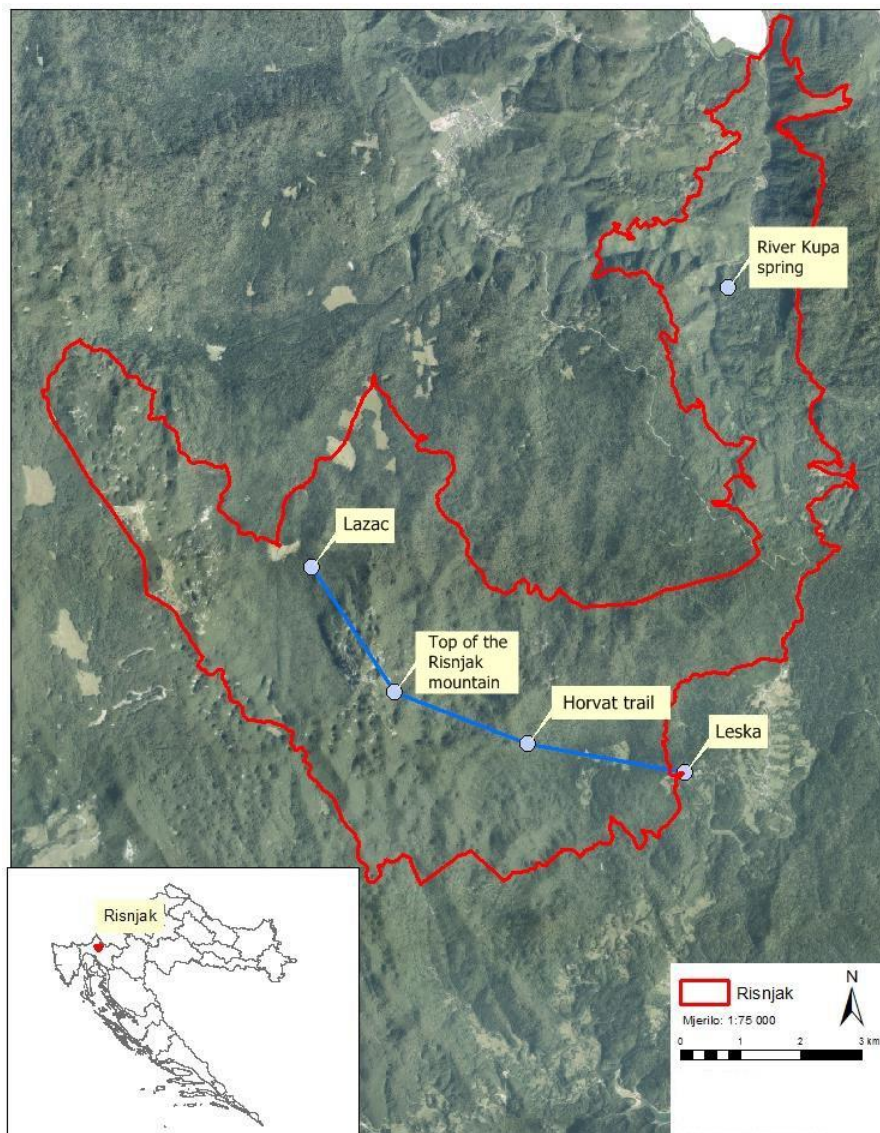 River Kupa
spring
Lazac
Top of the
Risnjak
mountain
Horvat trail
Leska
Risnjak
N
Risnjak
Mjerilo: 1:75 000
0 1 2 3 km